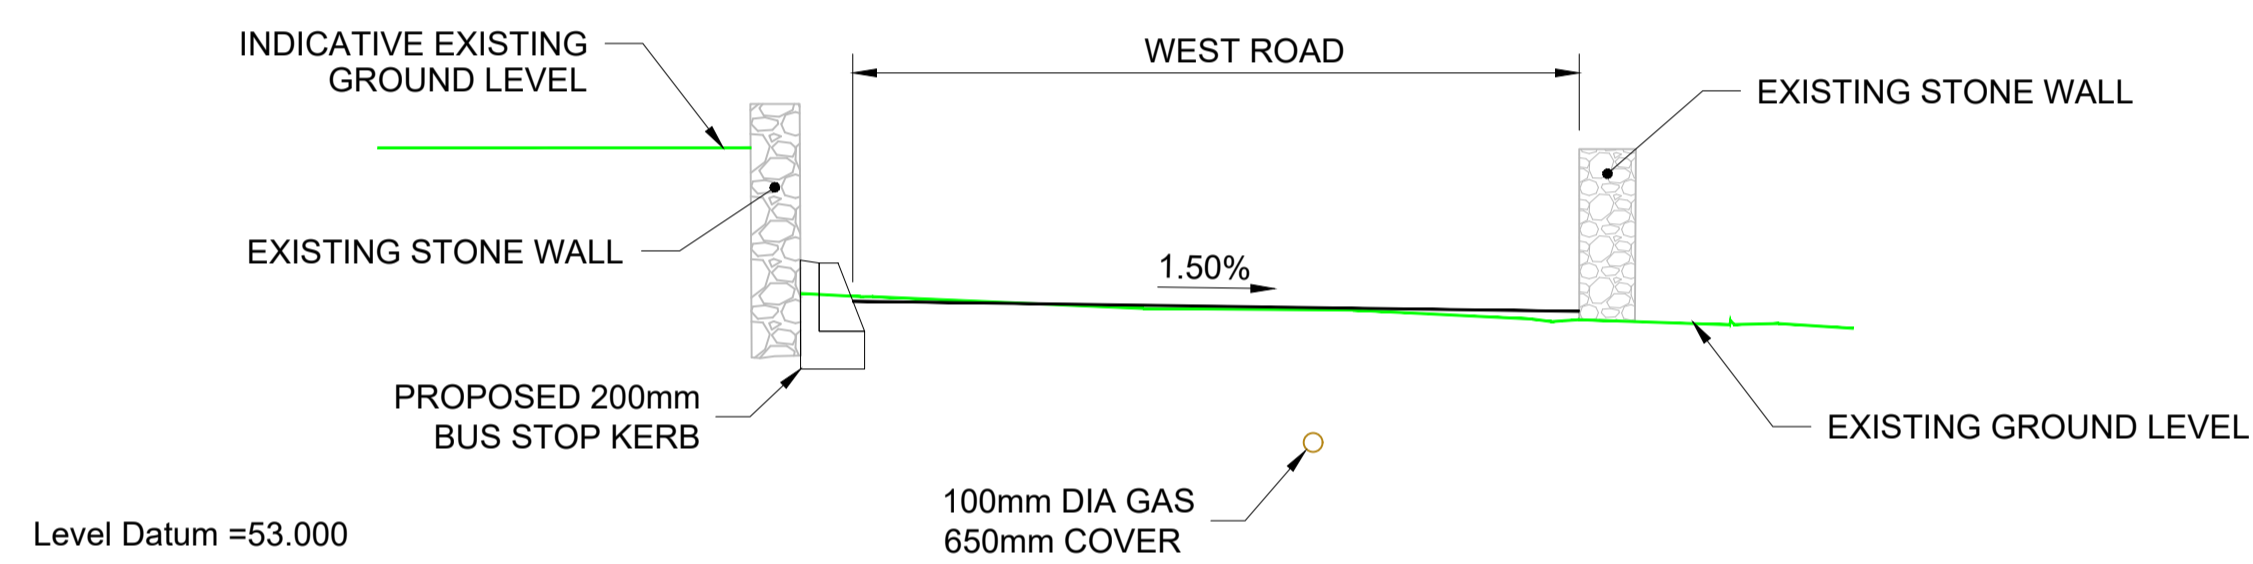 INDICATIVE EXISTING
GROUND LEVEL
WEST ROAD
EXISTING STONE WALL
EXISTING STONE WALL
1.50%
PROPOSED 200mm
BUS STOP KERB
EXISTING GROUND LEVEL
100mm DIA GAS
650mm COVER
Level Datum =53.000